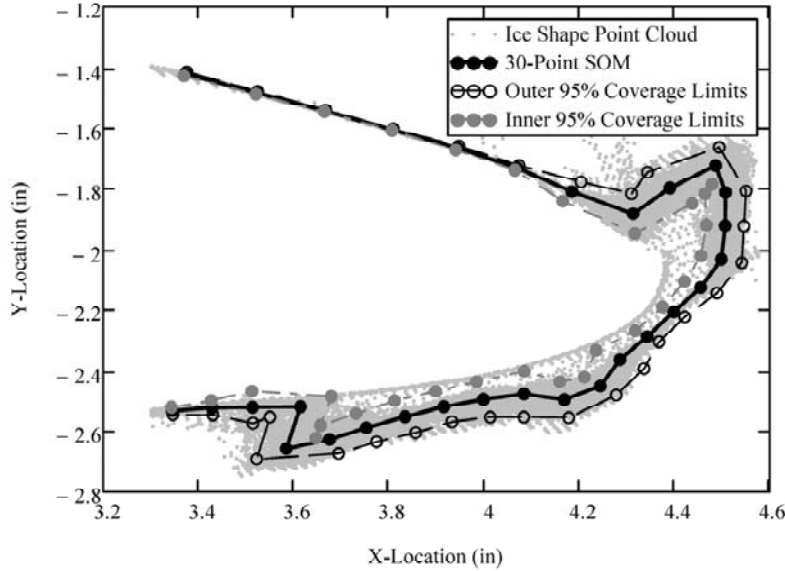 − 1.2
− 1.4
− 1.6
− 1.8
− 2
− 2.2
− 2.4
− 2.6
− 2.8
Y-Location (in)
Ice Shape Point Cloud
30-Point SOM
Outer 95% Coverage Limits
Inner 95% Coverage Limits
3.2 3.4 3.6 3.8 4 4.2 4.4 4.6
X-Location (in)